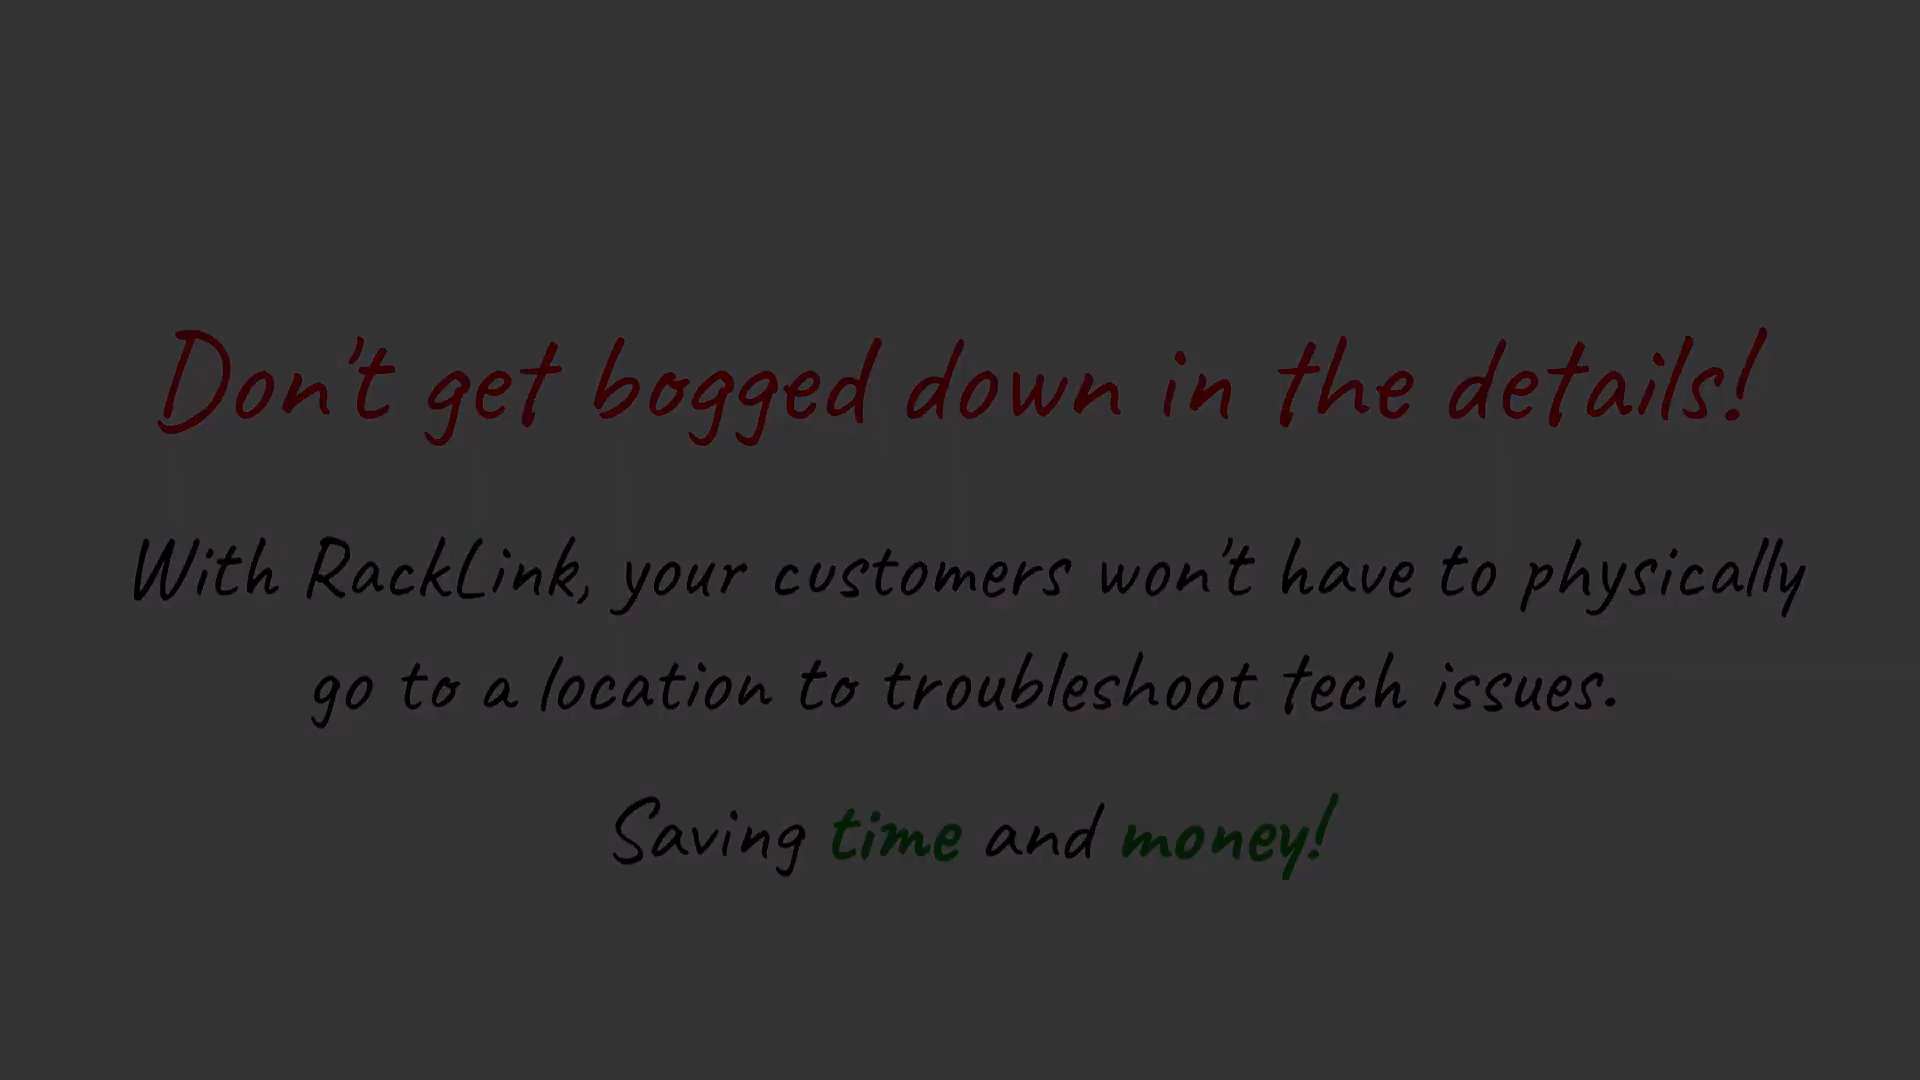 Don't get bogged down in the details!
With RackLink, your customers won't have to physically
go to a location to troubleshoot tech issues.
Saving time and money!